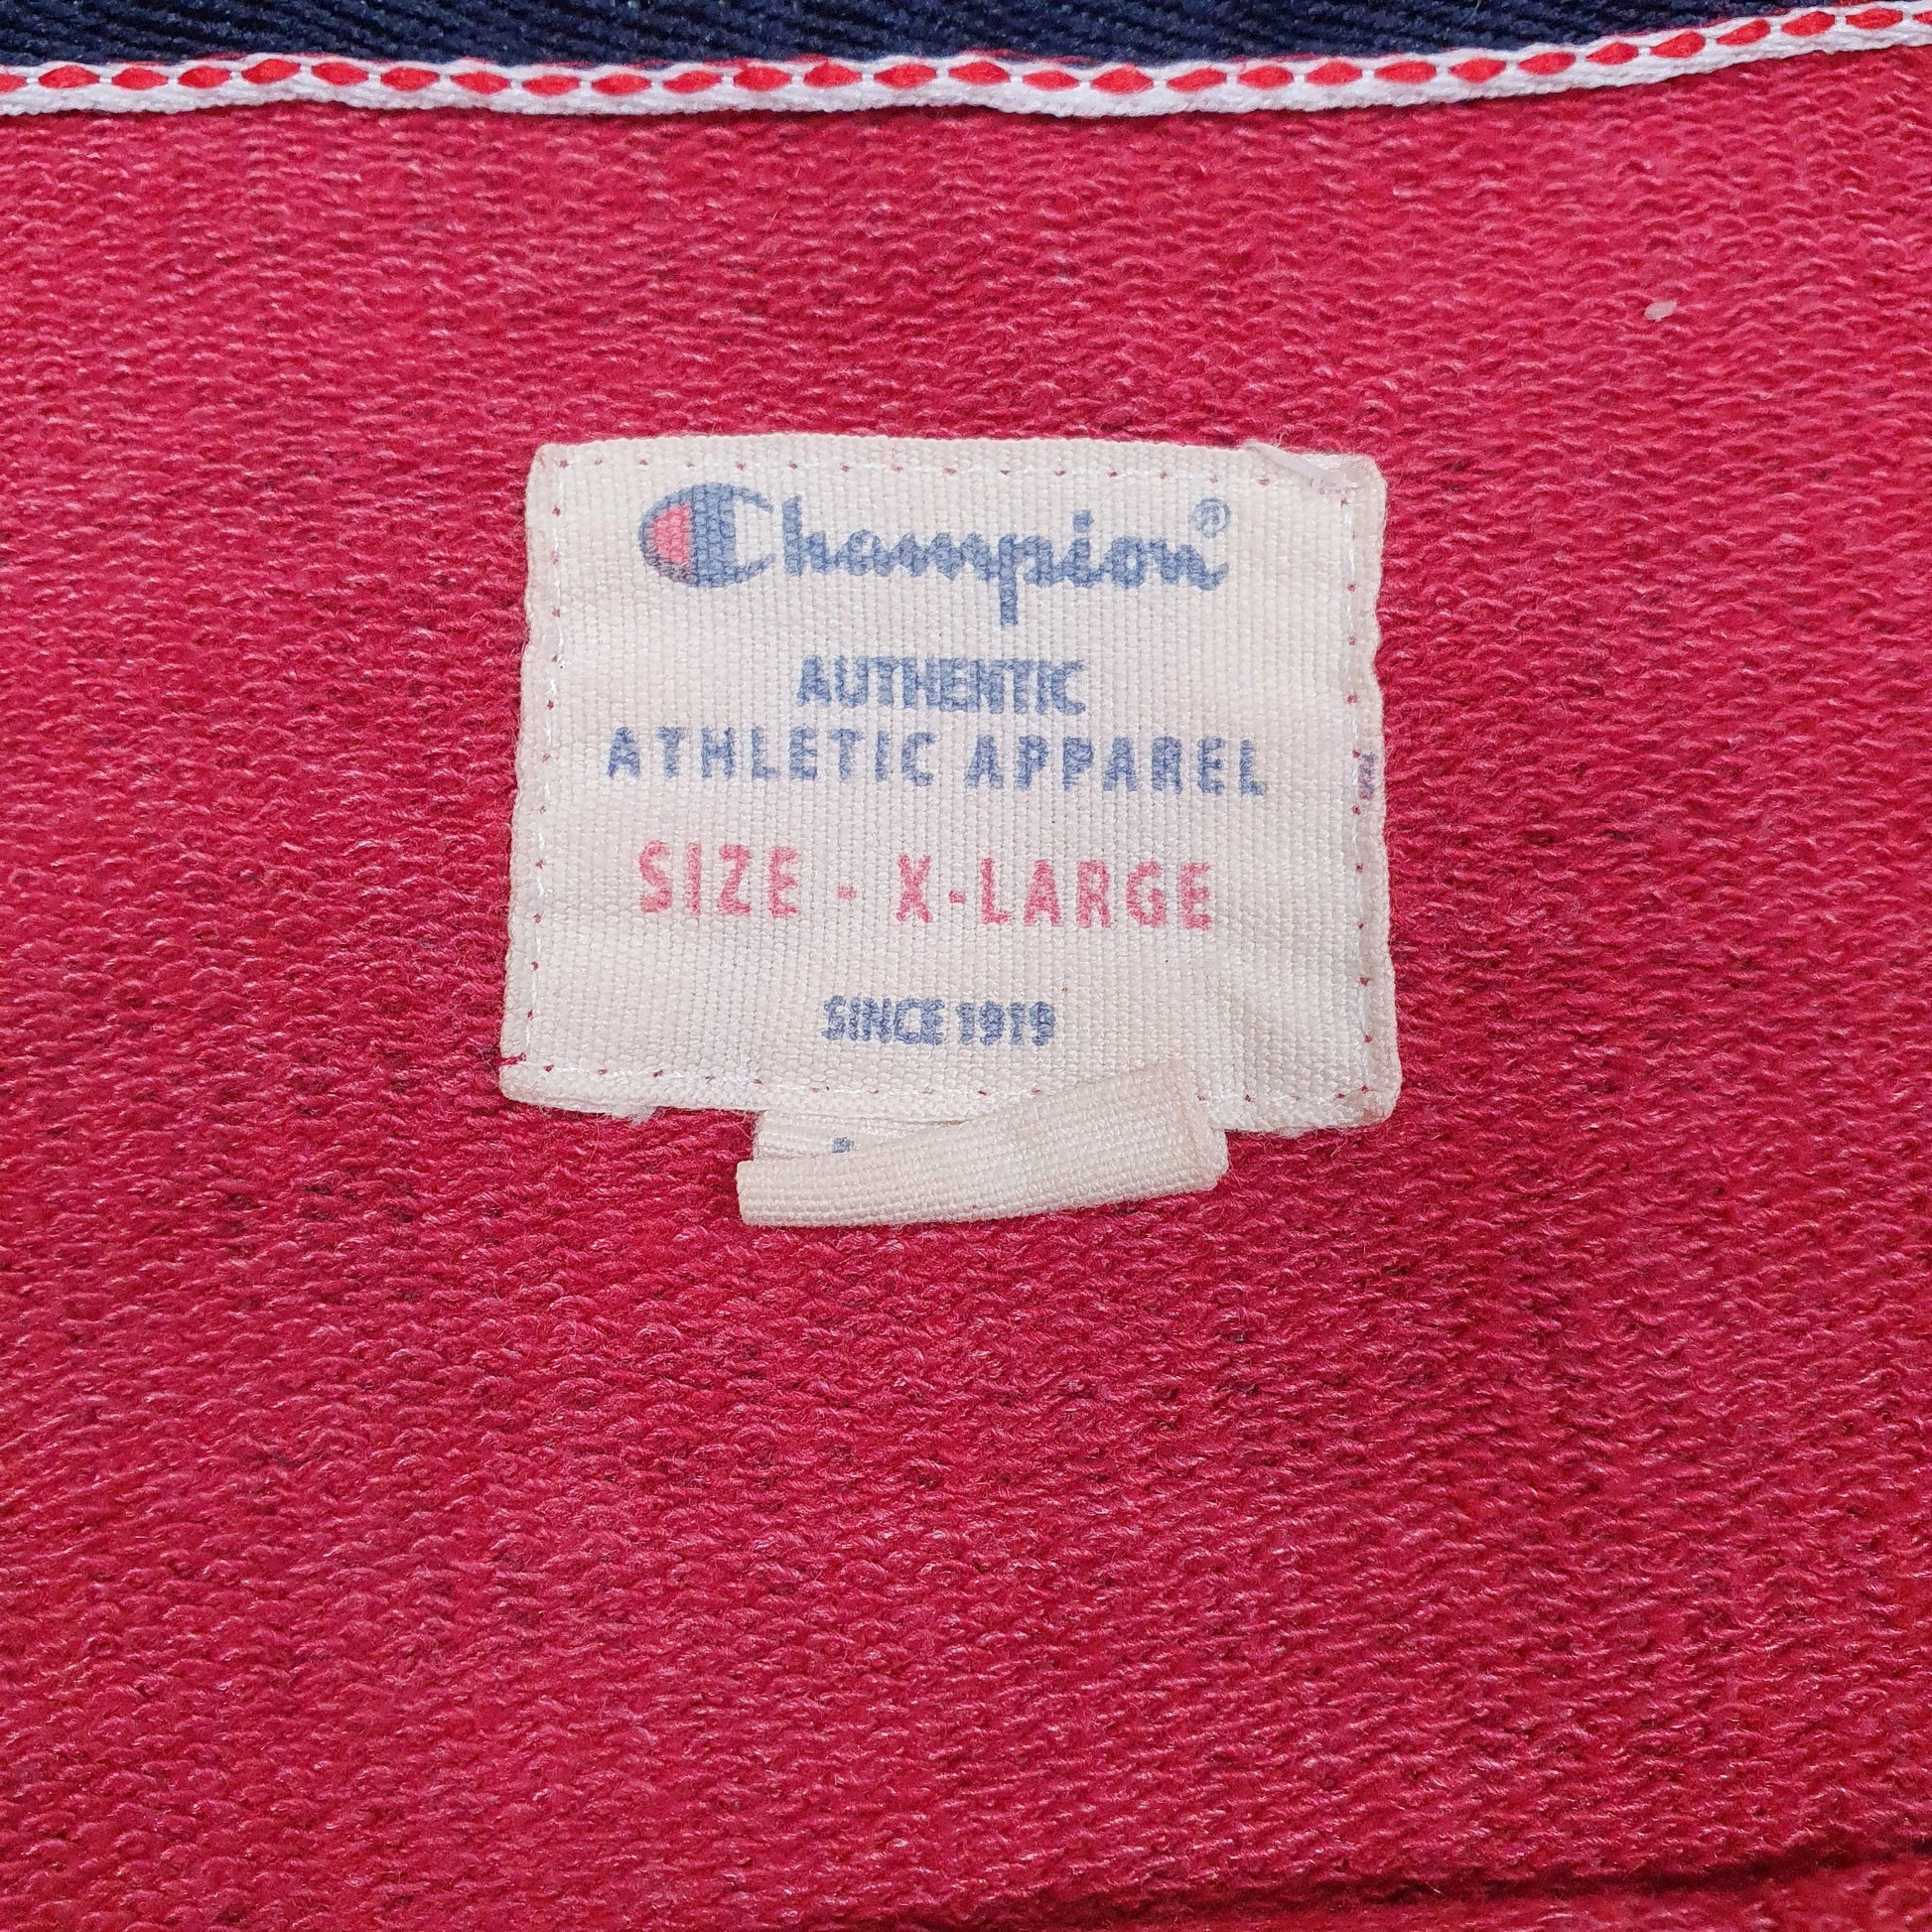 Champion®
AUTHENTIC
ATHLETIC APPAREL
SIZE - X-LARGE
SINCE 1919